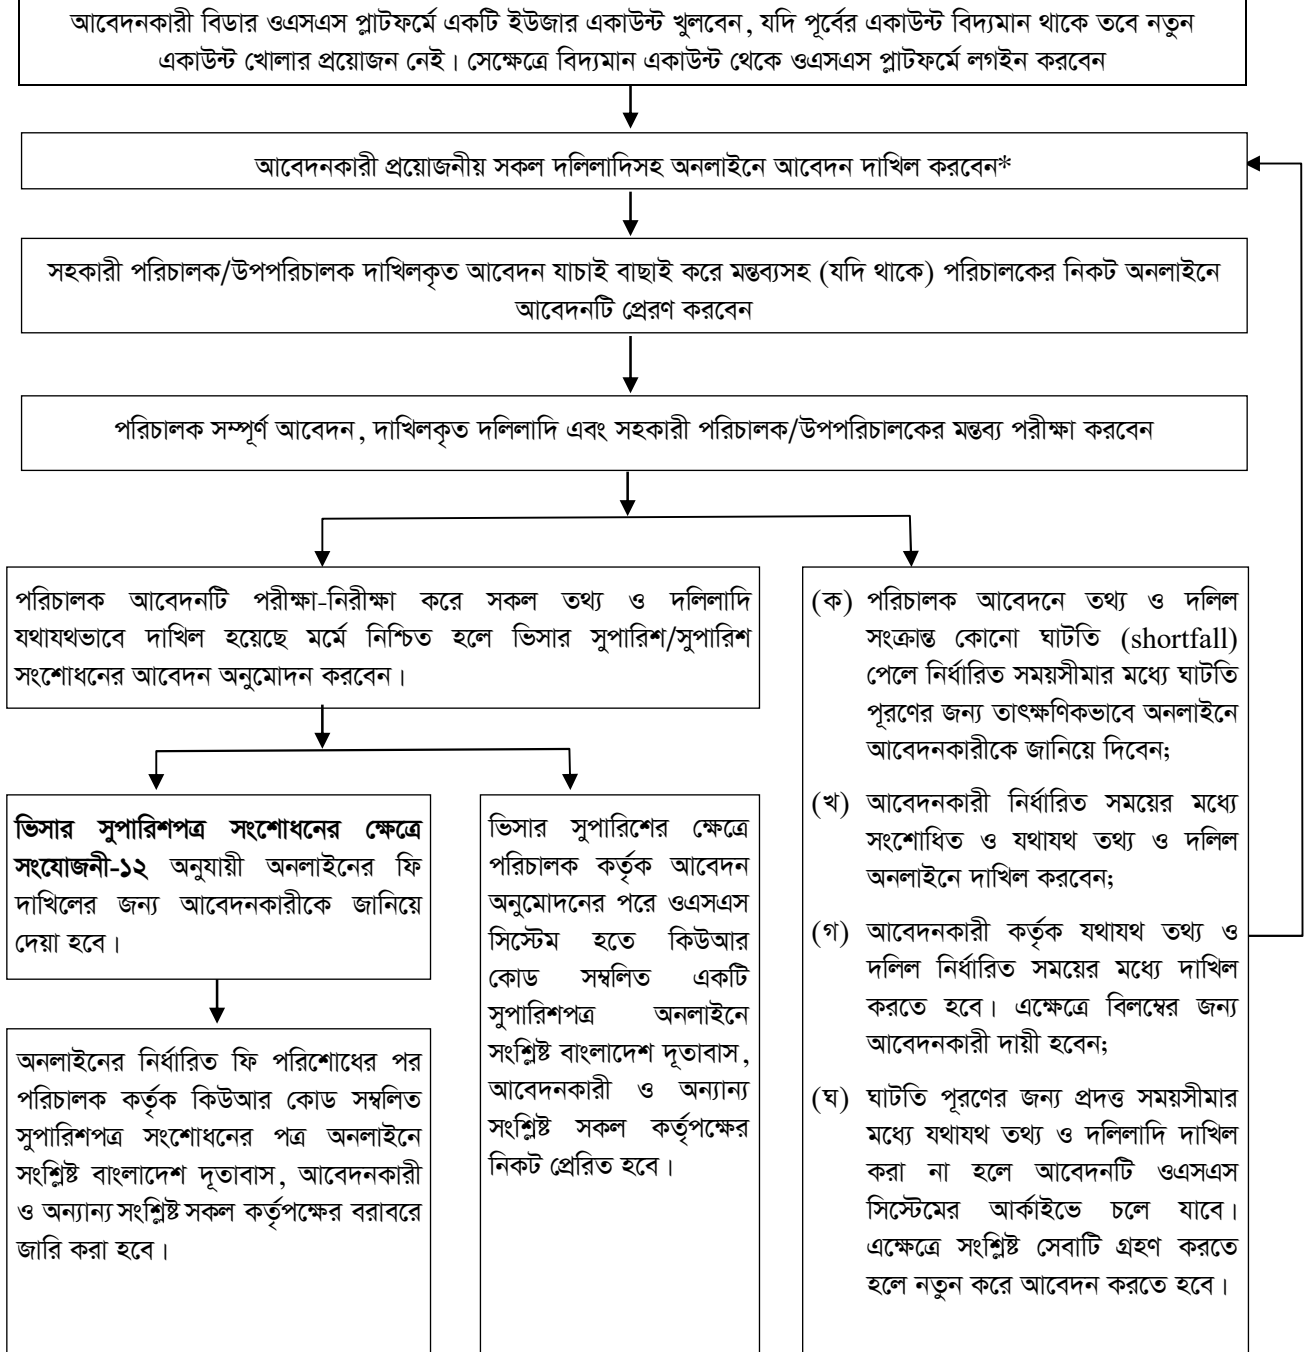 আবেদনকারী বিডার ওএসএস প্লাটফর্মে একটি ইউজার একাউন্ট খুলবেন, যদি পূর্বের একাউন্ট বিদ্যমান থাকে তবে নতুন
একাউন্ট খোলার প্রয়োজন নেই। সেক্ষেত্রে বিদ্যমান একাউন্ট থেকে ওএসএস প্লাটফর্মে লগইন করবেন
আবেদনকারী প্রয়োজনীয় সকল দলিলাদিসহ অনলাইনে আবেদন দাখিল করবেন*
সহকারী পরিচালক/উপপরিচালক দাখিলকৃত আবেদন যাচাই বাছাই করে মন্তব্যসহ (যদি থাকে) পরিচালকের নিকট অনলাইনে
আবেদনটি প্রেরণ করবেন
পরিচালক সম্পূর্ণ আবেদন, দাখিলকৃত দলিলাদি এবং সহকারী পরিচালক/উপপরিচালকের মন্তব্য পরীক্ষা করবেন
পরিচালক আবেদনটি পরীক্ষা-নিরীক্ষা করে সকল তথ্য ও দলিলাদি
যথাযথভাবে দাখিল হয়েছে মর্মে নিশ্চিত হলে ভিসার সুপারিশ/সুপারিশ
সংশোধনের আবেদন অনুমোদন করবেন।
ভিসার সুপারিশপত্র সংশোধনের ক্ষেত্রে
সংযোজনী-১২ অনুযায়ী অনলাইনের ফি
দাখিলের জন্য আবেদনকারীকে জানিয়ে
দেয়া হবে।
অনলাইনের নির্ধারিত ফি পরিশোধের পর
পরিচালক কর্তৃক কিউআর কোড সম্বলিত
সুপারিশপত্র সংশোধনের পত্র অনলাইনে
সংশ্লিষ্ট বাংলাদেশ দূতাবাস, আবেদনকারী
ও অন্যান্য সংশ্লিষ্ট সকল কর্তৃপক্ষের বরাবরে
জারি করা হবে।
ভিসার সুপারিশের ক্ষেত্রে
পরিচালক কর্তৃক আবেদন
অনুমোদনের পরে ওএসএস
সিস্টেম হতে কিউআর
কোড সম্বলিত একটি
সুপারিশপত্র অনলাইনে
সংশ্লিষ্ট বাংলাদেশ দূতাবাস,
আবেদনকারী ও অন্যান্য
সংশ্লিষ্ট সকল কর্তৃপক্ষের
নিকট প্রেরিত হবে।
(ক) পরিচালক আবেদনে তথ্য ও দলিল
সংক্রান্ত কোনো ঘাটতি (shortfall)
পেলে নির্ধারিত সময়সীমার মধ্যে ঘাটতি
পূরণের জন্য তাৎক্ষণিকভাবে অনলাইনে
আবেদনকারীকে জানিয়ে দিবেন;
(খ) আবেদনকারী নির্ধারিত সময়ের মধ্যে
সংশোধিত ও যথাযথ তথ্য ও দলিল
অনলাইনে দাখিল করবেন;
(গ) আবেদনকারী কর্তৃক যথাযথ তথ্য ও
দলিল নির্ধারিত সময়ের মধ্যে দাখিল
করতে হবে। এক্ষেত্রে বিলম্বের জন্য
আবেদনকারী দায়ী হবেন;
(ঘ) ঘাটতি পূরণের জন্য প্রদত্ত সময়সীমার
মধ্যে যথাযথ তথ্য ও দলিলাদি দাখিল
করা না হলে আবেদনটি ওএসএস
সিস্টেমের আর্কাইভে চলে যাবে।
এক্ষেত্রে সংশ্লিষ্ট সেবাটি গ্রহণ করতে
হলে নতুন করে আবেদন করতে হবে।